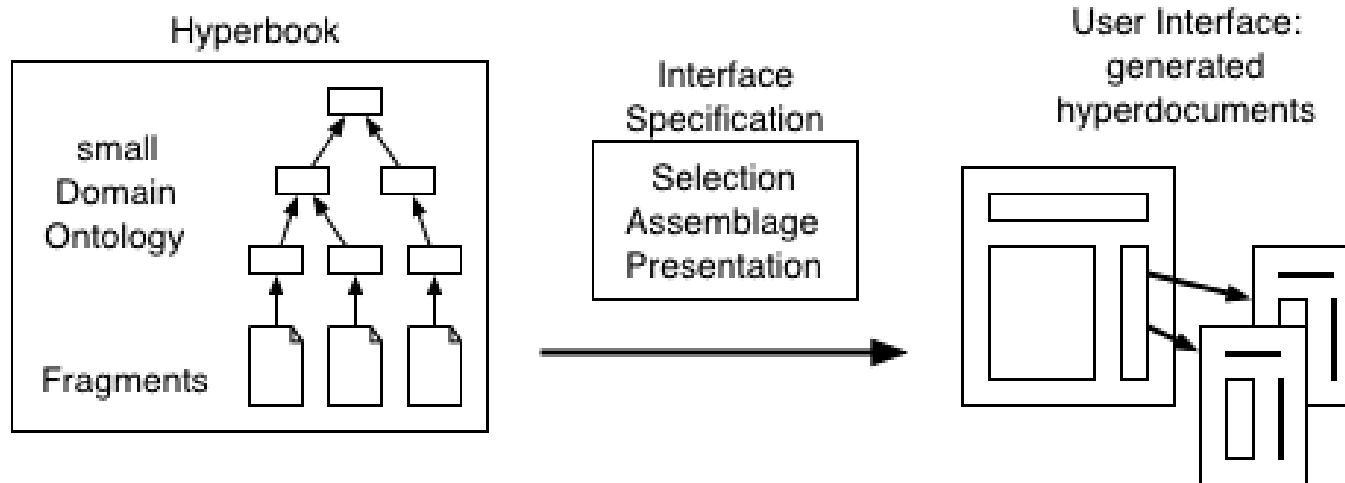 Hyperbook
small
Domain
Ontology
Fragments
Interface
Specification
Selection
Assemblage
Presentation
User Interface:
generated
hyperdocuments